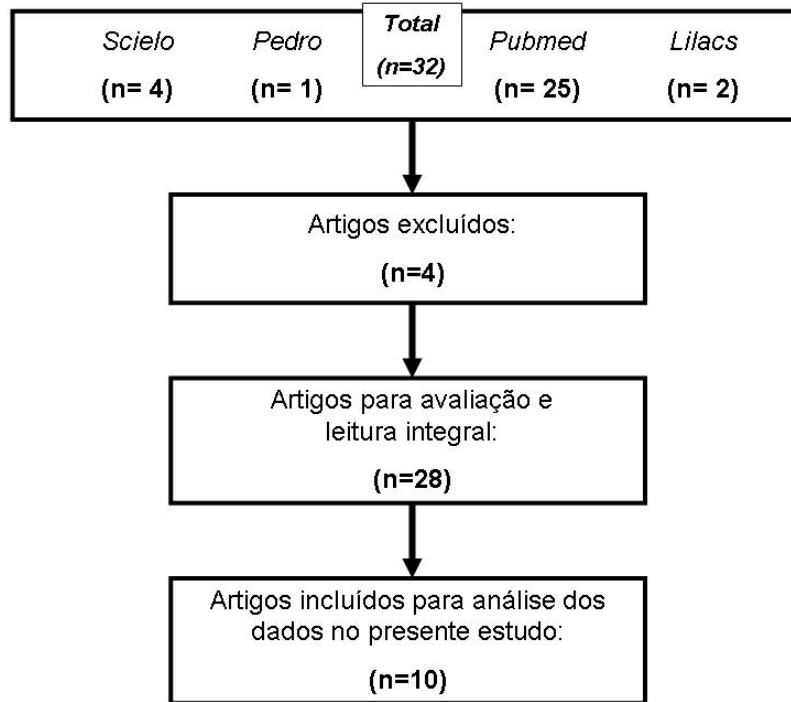 Scielo Pedro Total Pubmed Lilacs
(n= 4) (n= 1) (n=32) (n= 25) (n= 2)
Artigos excluídos:
(n=4)
Artigos para avaliação e
leitura integral:
(n=28)
Artigos incluídos para análise dos
dados no presente estudo:
(n=10)